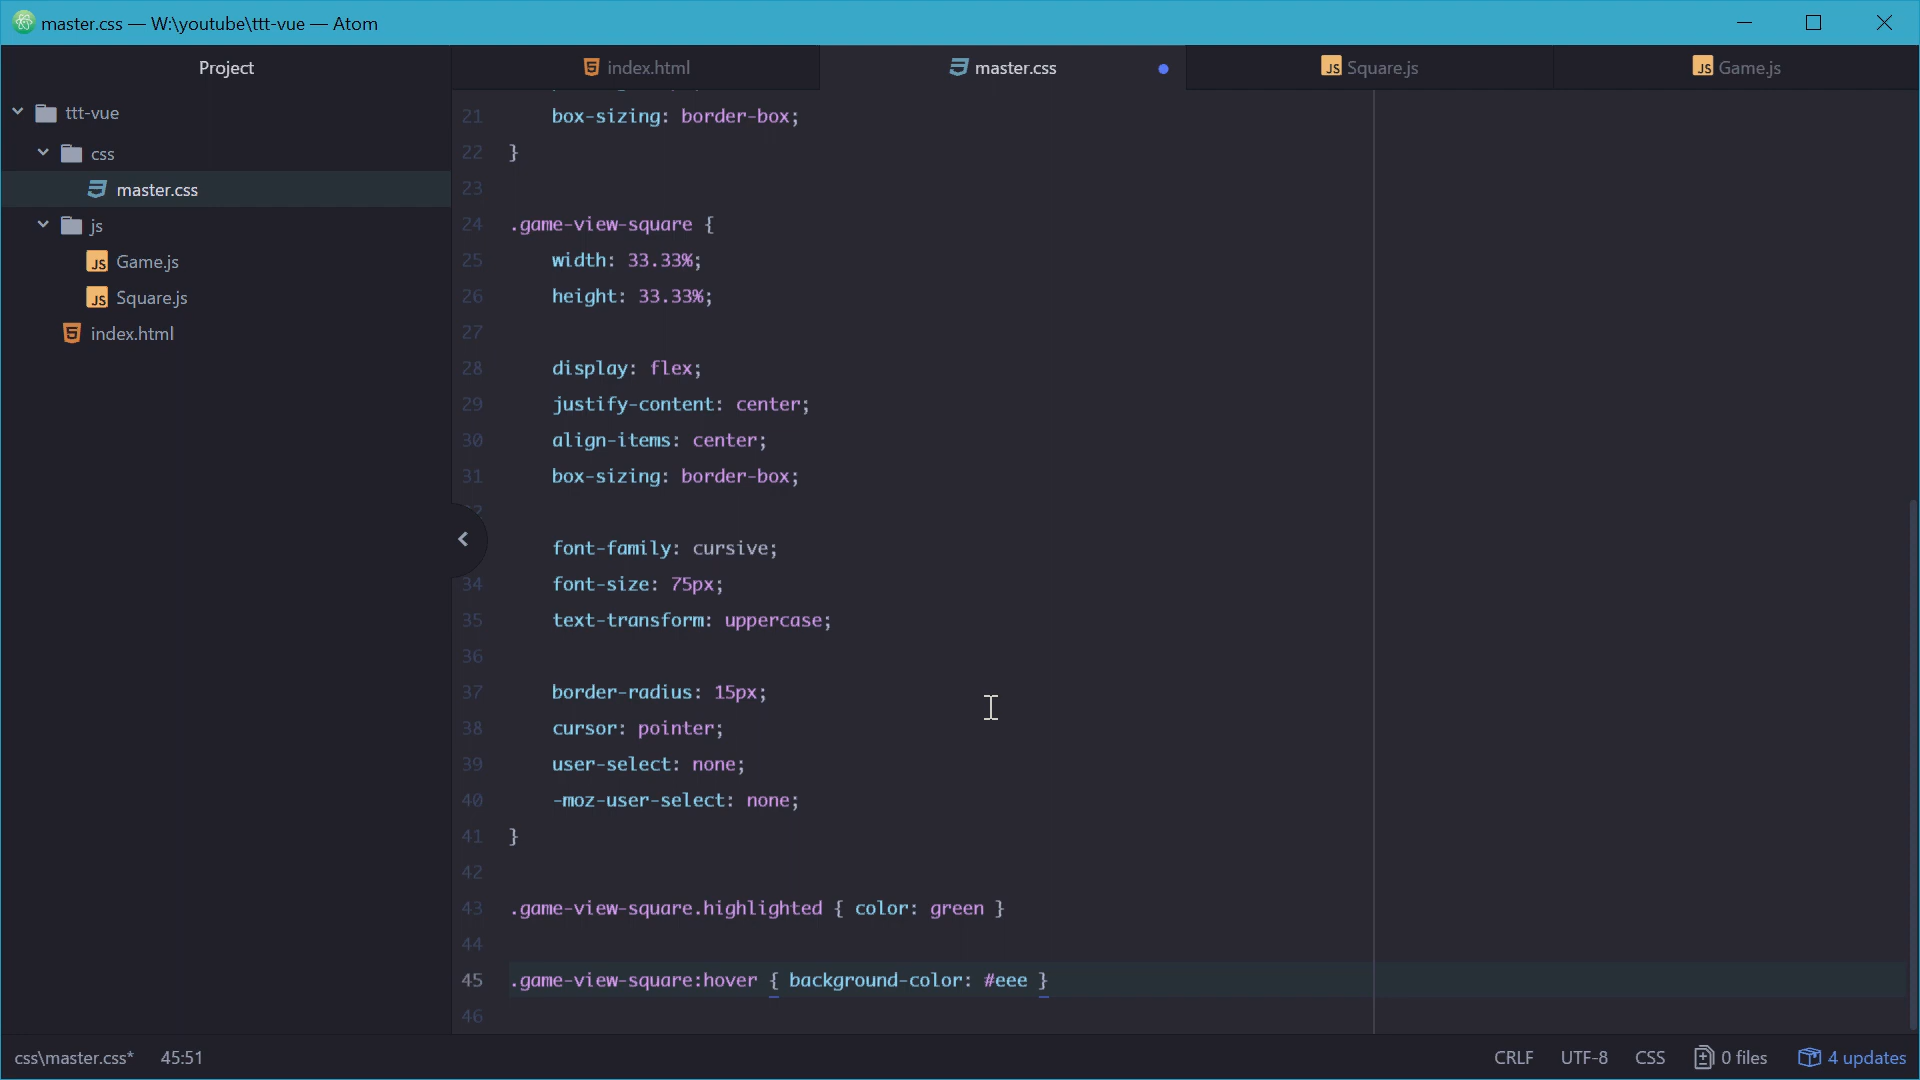 master.css — W:\youtube\ttt-vue — Atom
Project
index.html
master.css
JS Square.js
JS Game.js
ttt-vue
css
master.css
js
JS Game.js
JS Square.js
5 index.html
21 box-sizing: border-box;
22 }
23
24 .game-view-square {
25 width: 33.33%;
26 height: 33.33%;
27
28 display: flex;
29 justify-content: center;
30 align-items: center;
31 box-sizing: border-box;
font-family: cursive;
34 font-size: 75px;
35 text-transform: uppercase;
36
37 border-radius: 15px;
38 cursor: pointer;
39 user-select: none;
40 -moz-user-select: none;
41 }
42
43 .game-view-square.highlighted { color: green }
44
45 .game-view-square:hover { background-color: #eee }
46
css\master.css* 45:51
CRLF UTF-8 CSS 0 files 4 updates